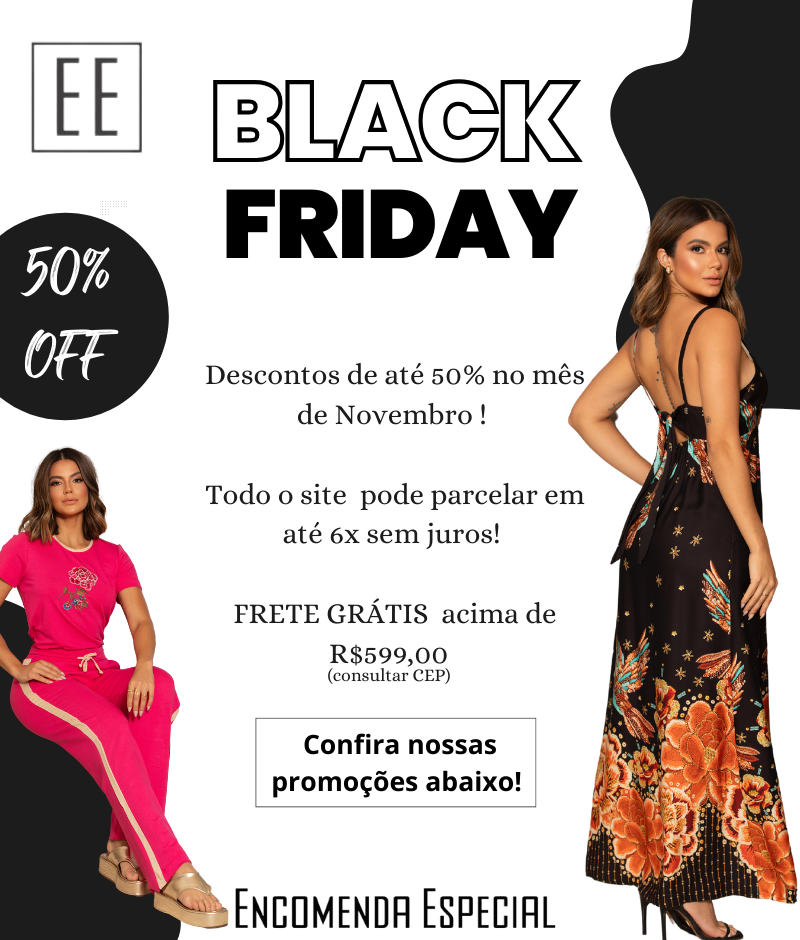 EE
BLACK
FRIDAY
50%
OFF
Descontos de até 50% no mês
de Novembro !
Todo o site  pode parcelar em
até 6x sem juros!
FRETE GRÁTIS  acima de
R$599,00
(consultar CEP)
Confira nossas
promoções abaixo!
ENCOMENDA ESPECIAL